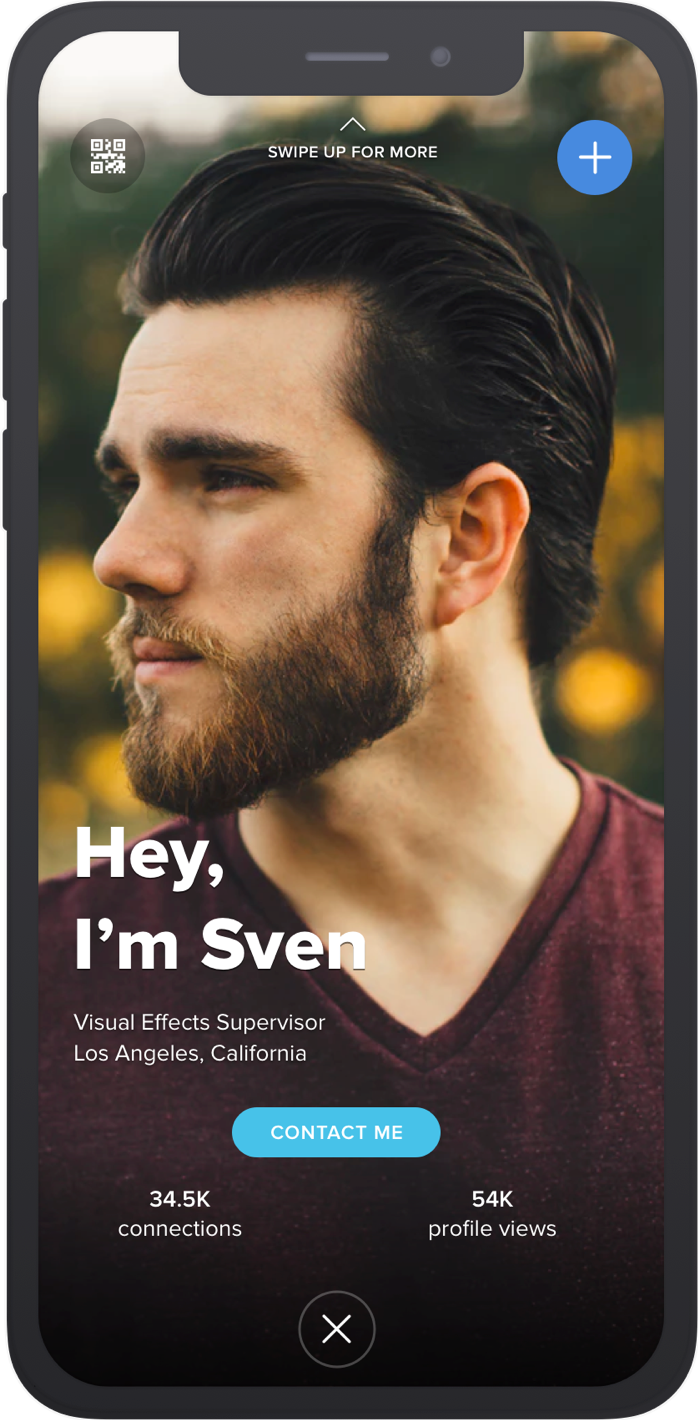 SWIPE UP FOR MORE
Hey,
I'm Sven
Visual Effects Supervisor
Los Angeles, California
CONTACT ME
34.5K
connections
54K
profile views